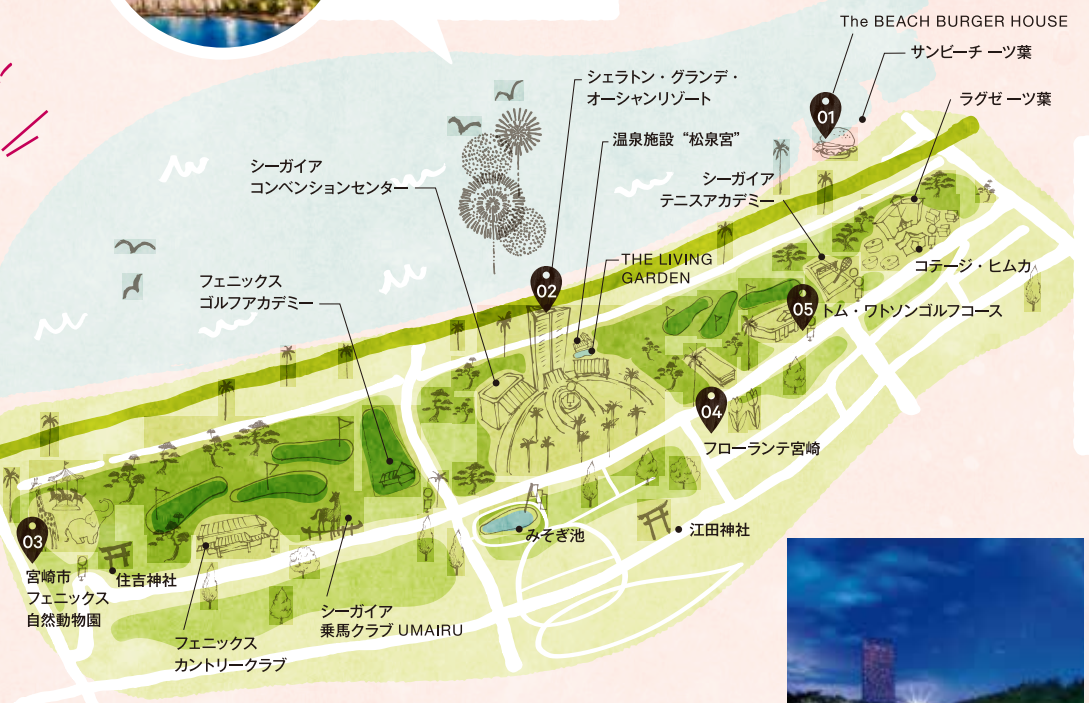 The BEACH BURGER HOUSE
サンビーチ 一ツ葉
シェラトン・グランデ・
オーシャンリゾート
ラグゼ 一ツ葉
01
温泉施設 “松泉宮”
シーガイア
コンベンションセンター
シーガイア
テニスアカデミー
THE LIVING
GARDEN
コテージ・ヒムカ
フェニックス
ゴルフアカデミー
02
05
トム・ワトソンゴルフコース
04
フローランテ宮崎
03
みそぎ池
江田神社
宮崎市
フェニックス
自然動物園
住吉神社
シーガイア
乗馬クラブ UMAIRU
フェニックス
カントリークラブ